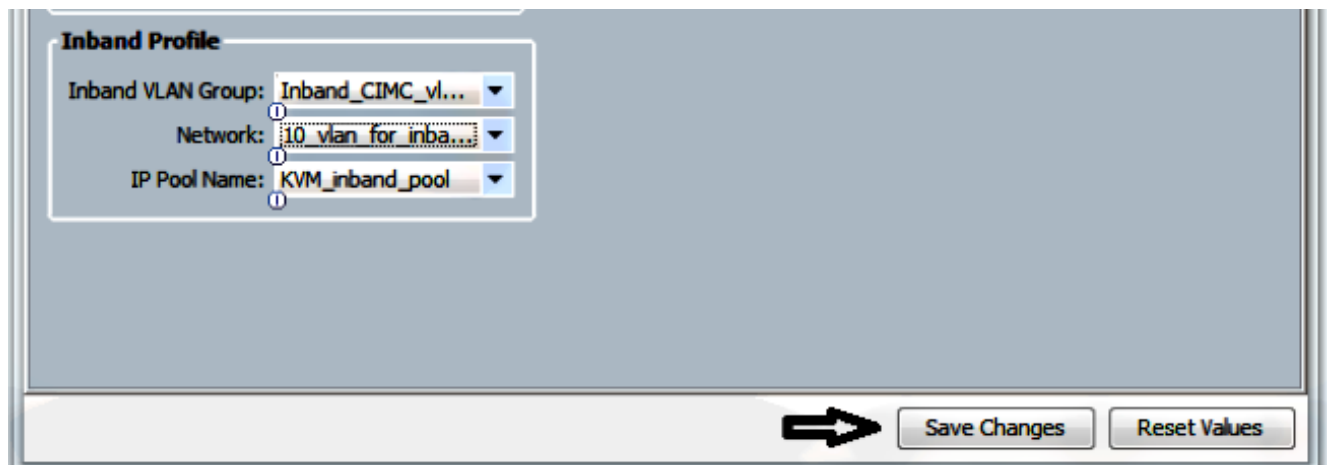 Inband Profile
Inband VLAN Group: Inband_CIMC_vl...
Network: 10_vlan_for_inba...
IP Pool Name: KVM_inband_pool
Save Changes Reset Values